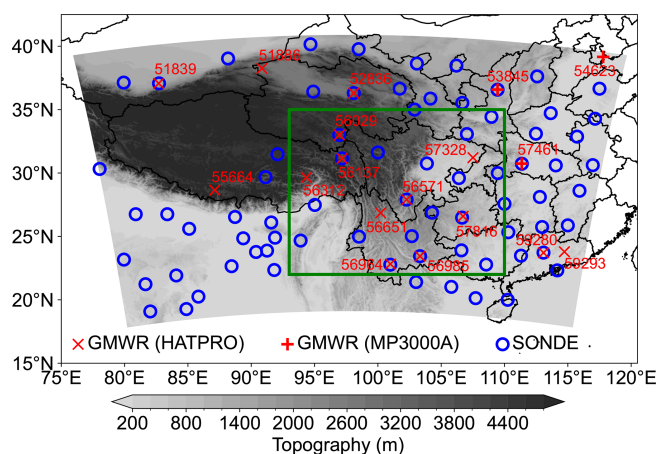 40°N
35°N
30°N
25°N
20°N
15°N
51839
51886
52836
53845
54623
56029
56137
57328
57461
55664
56312
56571
56651
57816
59280
59293
56964
56985
GMWR (HATPRO)
GMWR (MP3000A)
SONDE
75°E 80°E 85°E 90°E 95°E 100°E 105°E 110°E 115°E 120°E
200 800 1400 2000 2600 3200 3800 4400
Topography (m)